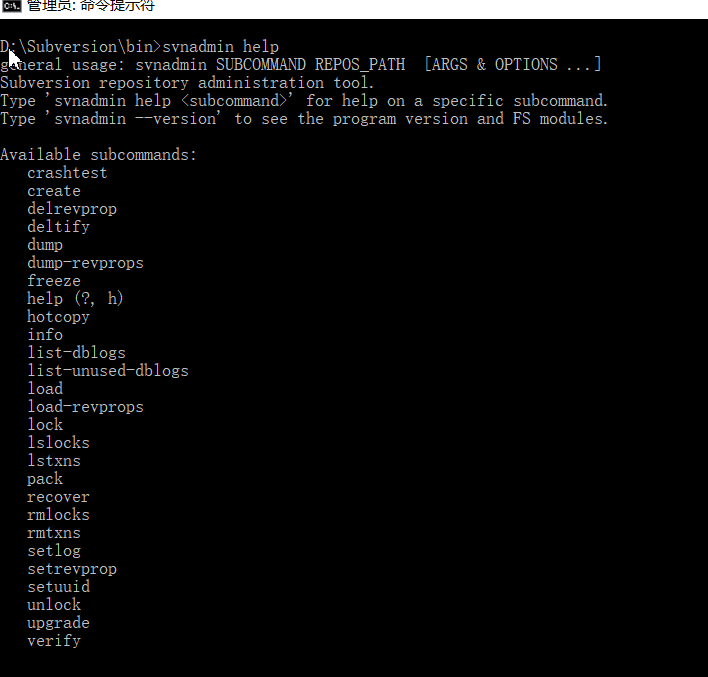 管理员: 命令提示符
D:\Subversion\bin>svnadmin help
general usage: svnadmin SUBCOMMAND REPOS_PATH  [ARGS & OPTIONS ...]
Subversion repository administration tool.
Type 'svnadmin help <subcommand>' for help on a specific subcommand.
Type 'svnadmin --version' to see the program version and FS modules.
Available subcommands:
crashtest
create
delrevprop
deltify
dump
dump-revprops
freeze
help (?, h)
hotcopy
info
list-dblogs
list-unused-dblogs
load
load-revprops
lock
lslocks
lstxns
pack
recover
rmlocks
rmtxns
setlog
setrevprop
setuuid
unlock
upgrade
verify